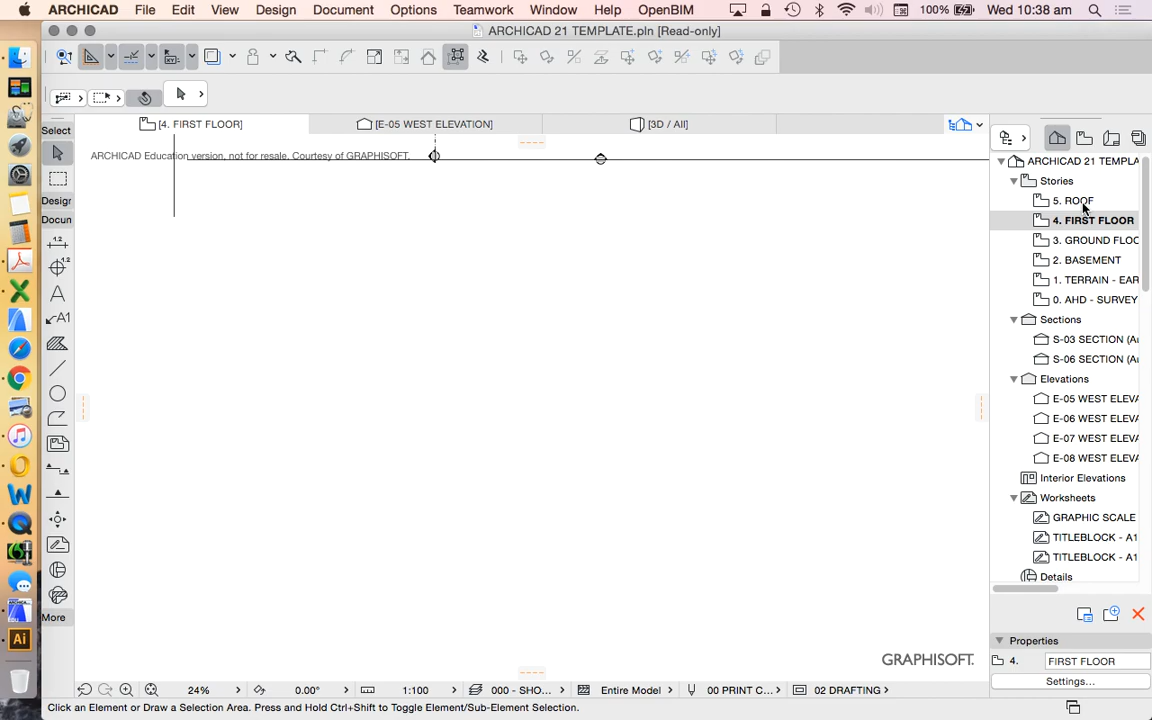 ARCHICAD File Edit View Design Document Options Teamwork Window Help OpenBIM 100% Wed 10:38 am
ARCHICAD 21 TEMPLATE.pln [Read-only]
[4. FIRST FLOOR] [E-05 WEST ELEVATION] [3D / All]
Select
Desigr
Docun
More
ARCHICAD Education version, not for resale. Courtesy of GRAPHISOFT.
GRAPHISOFT.
ARCHICAD 21 TEMPLA
Stories
5. ROOF
4. FIRST FLOOR
3. GROUND FLOO
2. BASEMENT
1. TERRAIN - EAR
0. AHD - SURVEY
Sections
S-03 SECTION (Au
S-06 SECTION (Au
Elevations
E-05 WEST ELEVA
E-06 WEST ELEVA
E-07 WEST ELEVA
E-08 WEST ELEVA
Interior Elevations
Worksheets
GRAPHIC SCALE
TITLEBLOCK - A1
TITLEBLOCK - A1
Details
Properties
4. FIRST FLOOR
Settings...
24% 0.00° 1:100 000 - SHO... Entire Model 00 PRINT C... 02 DRAFTING
Click an Element or Draw a Selection Area. Press and Hold Ctrl+Shift to Toggle Element/Sub-Element Selection.